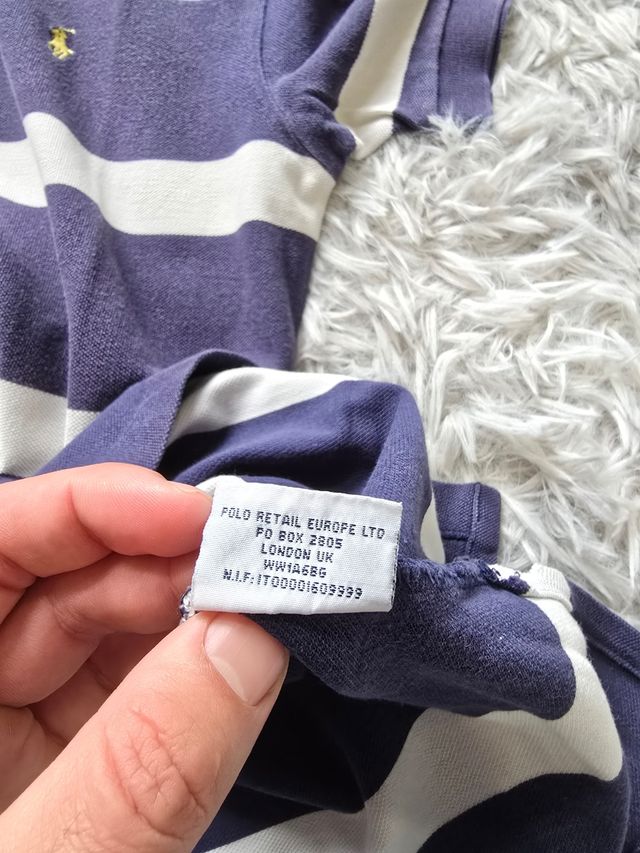 POLO RETAIL EUROPE LTD
PO BOX 2805
LONDON UK
WW1A6BG
N.I.F: IT00001609999